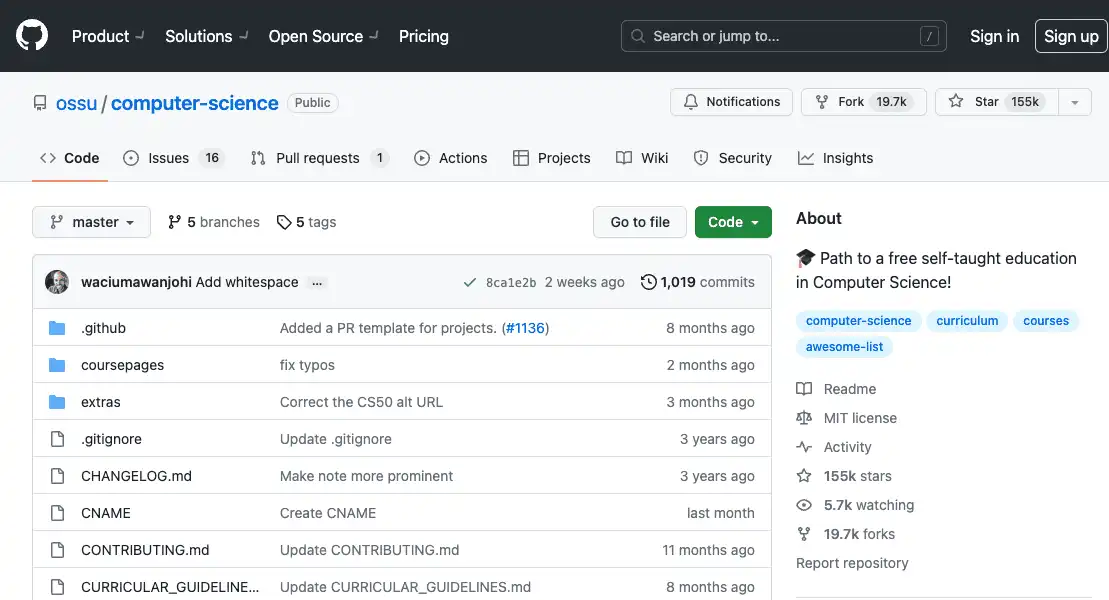 Product Solutions Open Source Pricing Search or jump to... / Sign in Sign up
ossu / computer-science Public Notifications Fork 19.7k Star 155k
Code Issues 16 Pull requests 1 Actions Projects Wiki Security Insights
master 5 branches 5 tags Go to file Code
waciumawanjohi Add whitespace ... 8ca1e2b 2 weeks ago 1,019 commits
.github Added a PR template for projects. (#1136) 8 months ago
coursepages fix typos 2 months ago
extras Correct the CS50 alt URL 3 months ago
.gitignore Update .gitignore 3 years ago
CHANGELOG.md Make note more prominent 3 years ago
CNAME Create CNAME last month
CONTRIBUTING.md Update CONTRIBUTING.md 11 months ago
CURRICULAR_GUIDELINE... Update CURRICULAR_GUIDELINES.md 8 months ago
About
Path to a free self-taught education
in Computer Science!
computer-science curriculum courses
awesome-list
Readme
MIT license
Activity
155k stars
5.7k watching
19.7k forks
Report repository